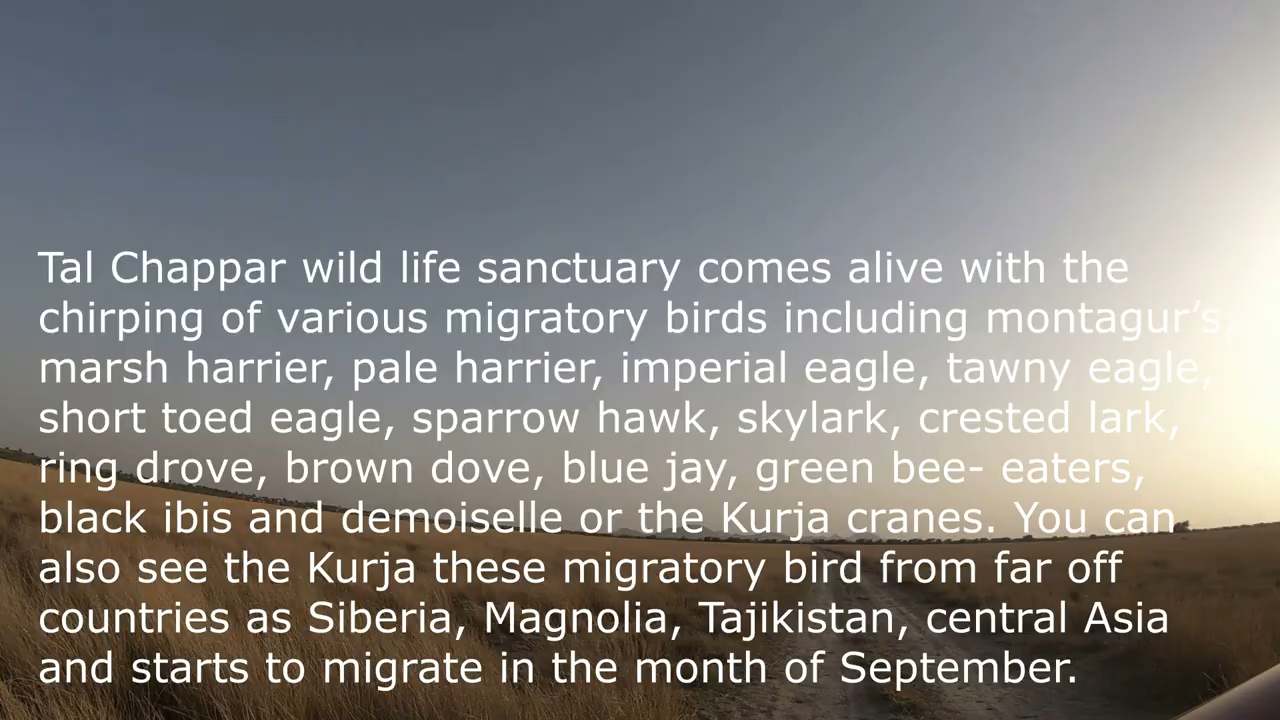 Tal Chappar wild life sanctuary comes alive with the
chirping of various migratory birds including montagur’s,
marsh harrier, pale harrier, imperial eagle, tawny eagle,
short toed eagle, sparrow hawk, skylark, crested lark,
ring drove, brown dove, blue jay, green bee- eaters,
black ibis and demoiselle or the Kurja cranes. You can
also see the Kurja these migratory bird from far off
countries as Siberia, Magnolia, Tajikistan, central Asia
and starts to migrate in the month of September.